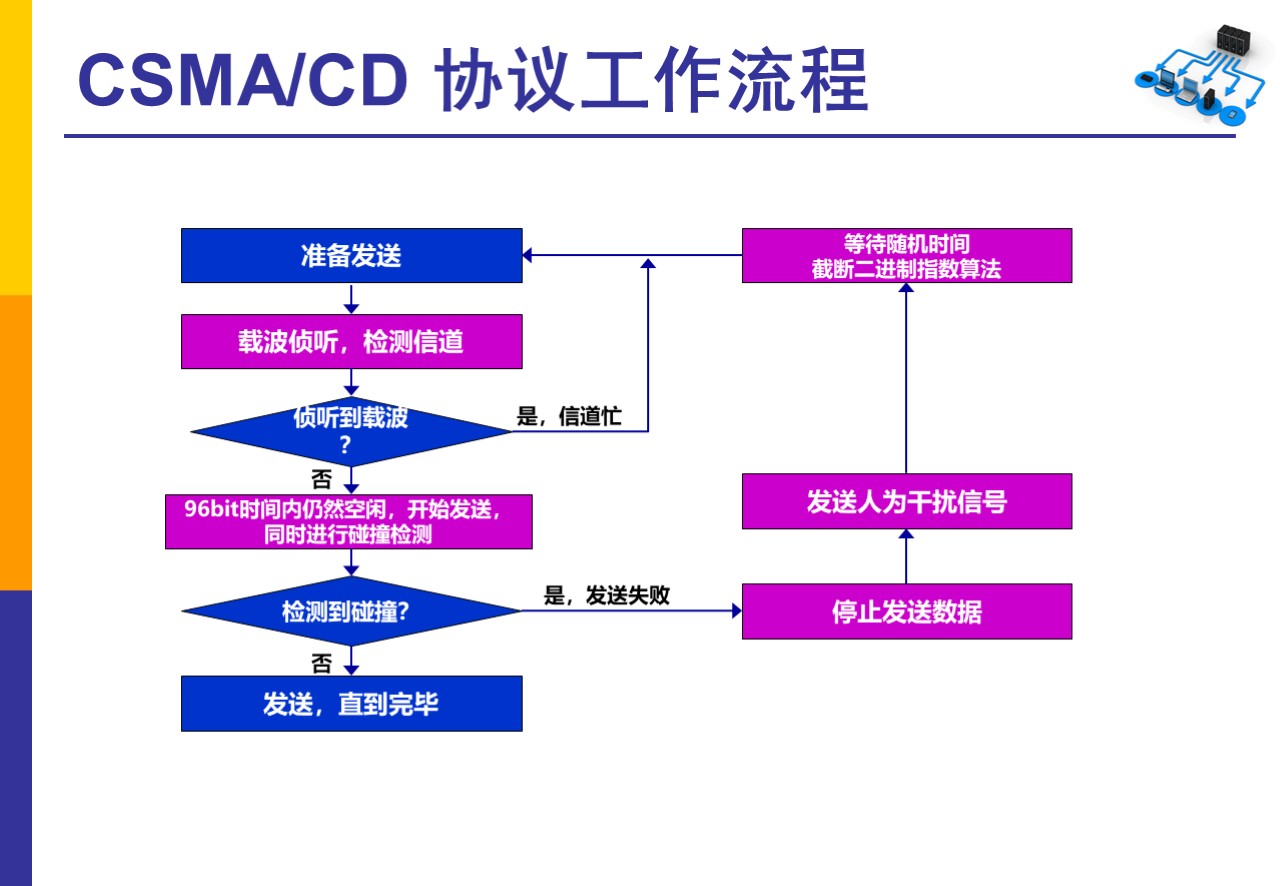 CSMA/CD 协议工作流程
准备发送
等待随机时间
截断二进制指数算法
载波侦听，检测信道
侦听到载波
？
是，信道忙
否
96bit时间内仍然空闲，开始发送，
同时进行碰撞检测
发送人为干扰信号
检测到碰撞？
是，发送失败
停止发送数据
否
发送，直到完毕